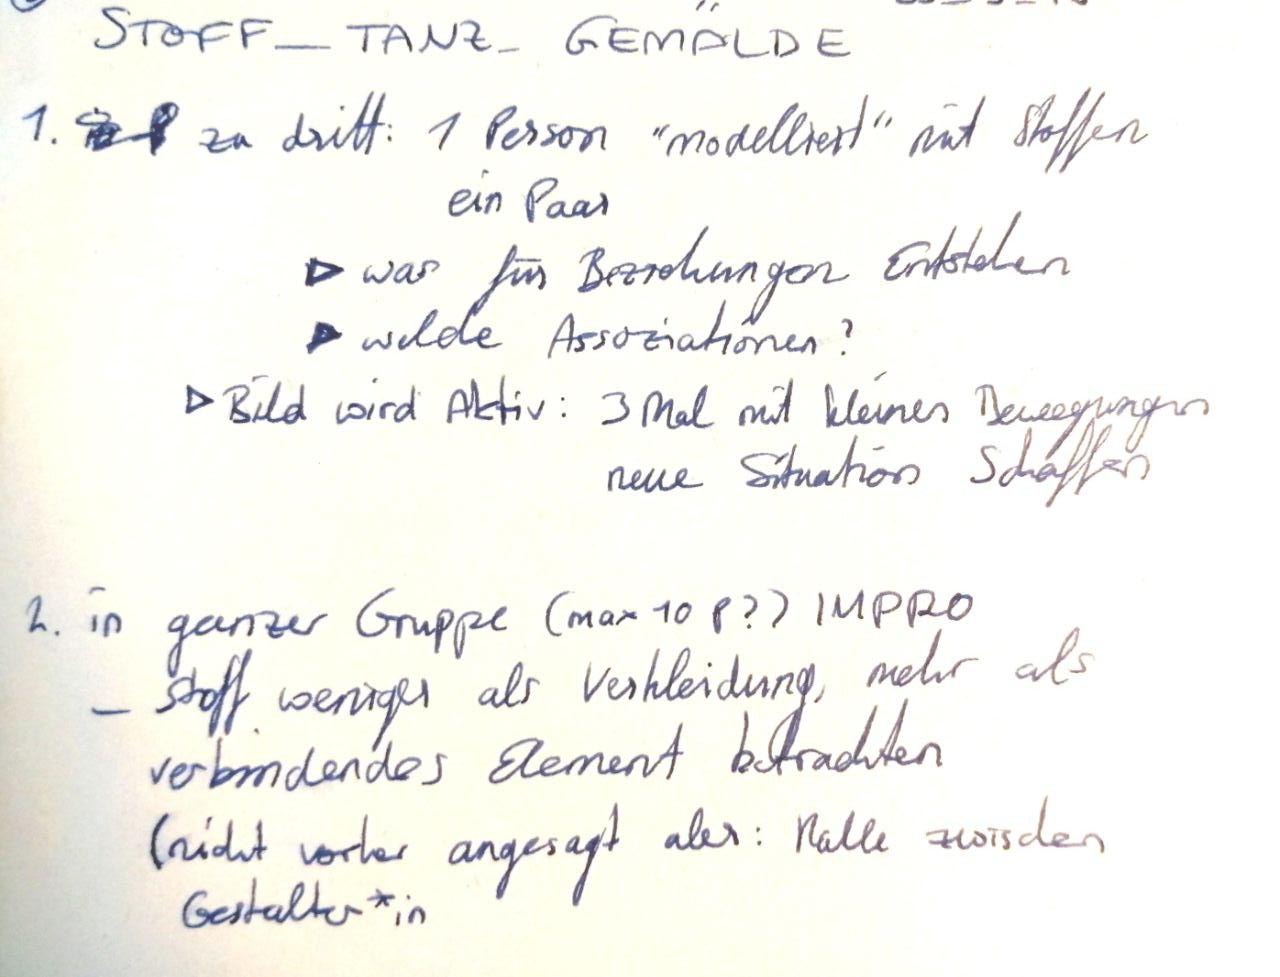 STOFF_TANZ_GEMÄLDE
1. zu dritt: 1 Person "modelliert" mit Stoffen
ein Paar
▷ was für Beziehungen Entstehen
▶ welche Assoziationen?
▷ Bild wird Aktiv: 3 Mal mit kleinen Bewegungen
neue Situation Schaffen
2. in ganzer Gruppe (max 10 P?) IMPRO
_ Stoff weniger als Verkleidung, mehr als
verbindendes Element betrachten
(nicht vorher angesagt aber: zwischen
Gestalter*in